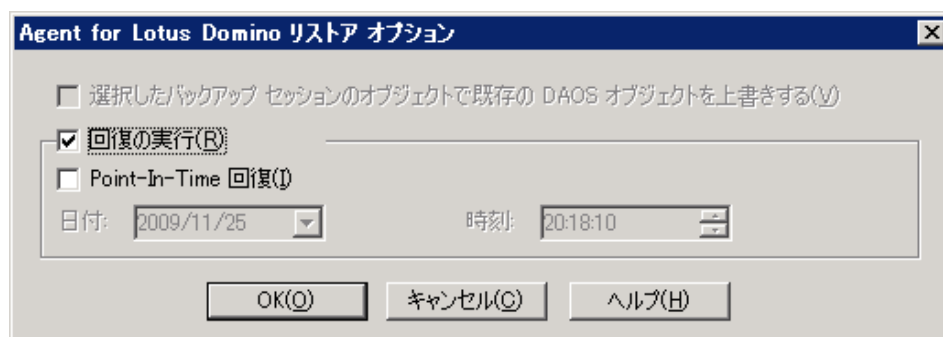 Agent for Lotus Domino リストア オプション
選択したバックアップ セッションのオブジェクトで既存の DAOS オブジェクトを上書きする(V)
回復の実行(R)
Point-In-Time 回復(I)
日付: 2009/11/25 時刻: 20:18:10
OK(O) キャンセル(C) ヘルプ(H)